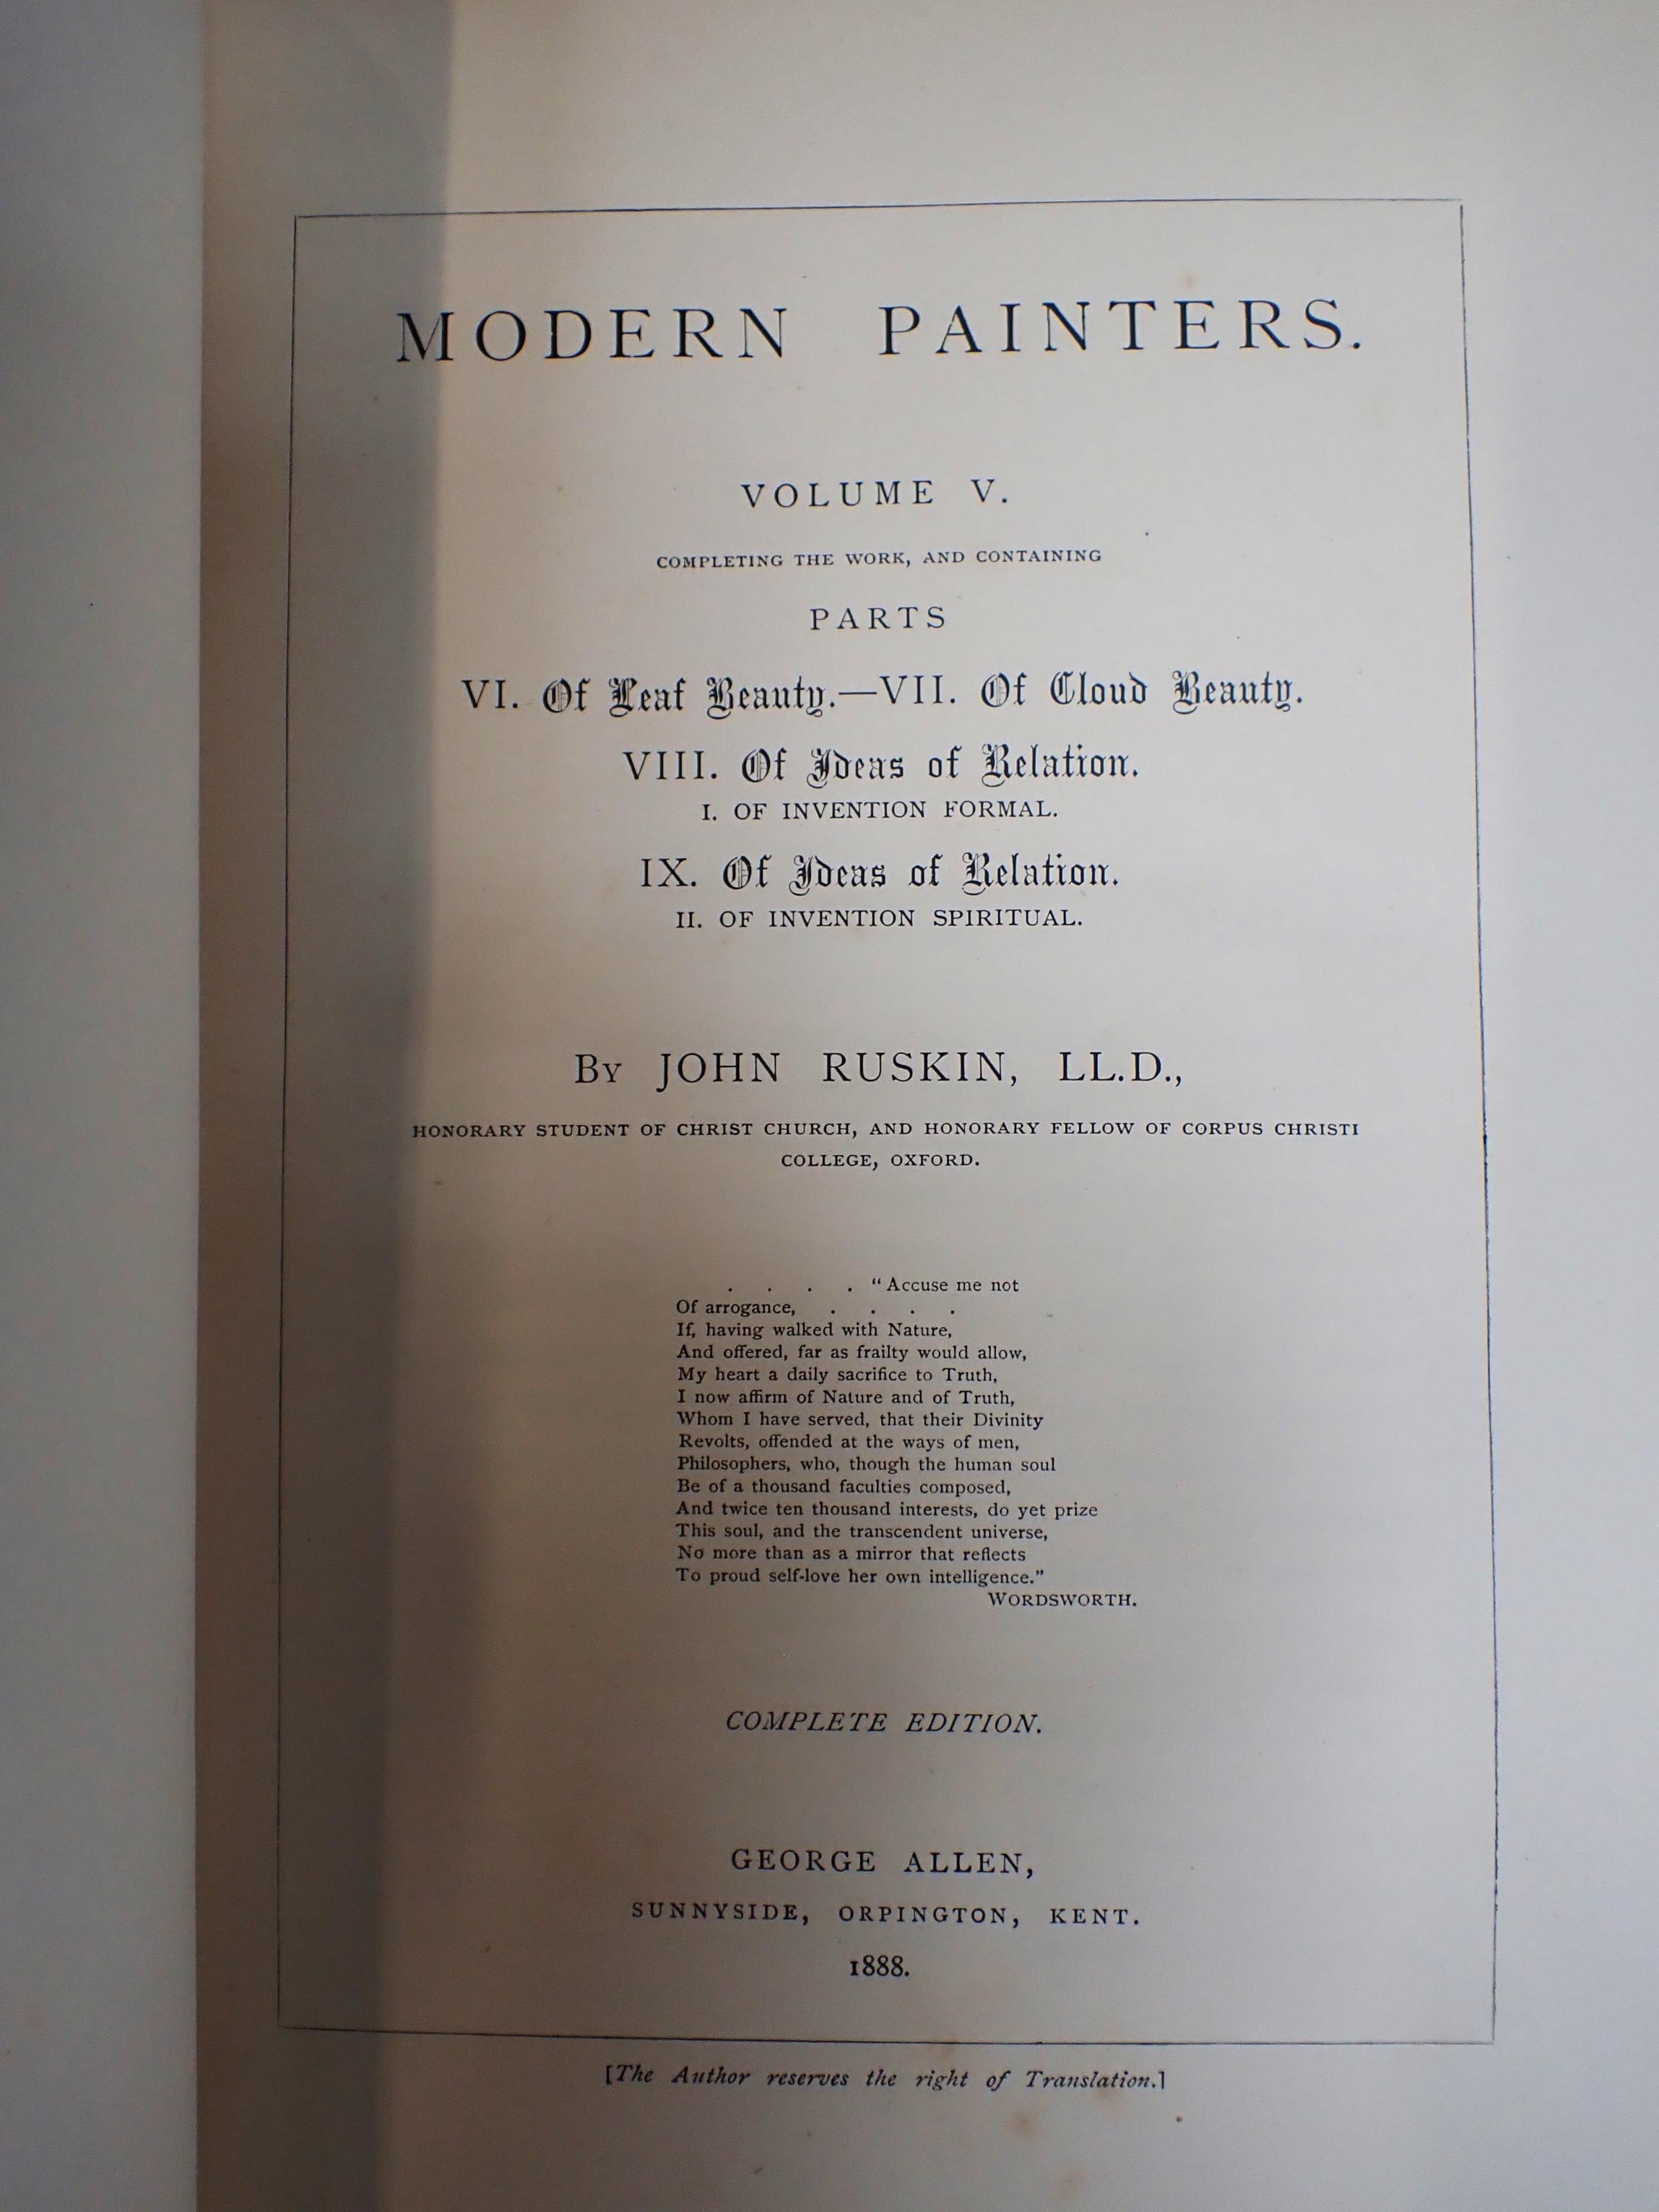 MODERN PAINTERS.
VOLUME V.
COMPLETING THE WORK, AND CONTAINING
PARTS
VI. Of Leaf Beauty.—VII. Of Cloud Beauty.
VIII. Of Ideas of Relation.
I. OF INVENTION FORMAL.
IX. Of Ideas of Relation.
II. OF INVENTION SPIRITUAL.
By JOHN RUSKIN, LL.D.,
HONORARY STUDENT OF CHRIST CHURCH, AND HONORARY FELLOW OF CORPUS CHRISTI
COLLEGE, OXFORD.
. . . . “Accuse me not
Of arrogance, . . . .
If, having walked with Nature,
And offered, far as frailty would allow,
My heart a daily sacrifice to Truth,
I now affirm of Nature and of Truth,
Whom I have served, that their Divinity
Revolts, offended at the ways of men,
Philosophers, who, though the human soul
Be of a thousand faculties composed,
And twice ten thousand interests, do yet prize
This soul, and the transcendent universe,
No more than as a mirror that reflects
To proud self-love her own intelligence.”
WORDSWORTH.
COMPLETE EDITION.
GEORGE ALLEN,
SUNNYSIDE, ORPINGTON, KENT.
1888.
[The Author reserves the right of Translation.]